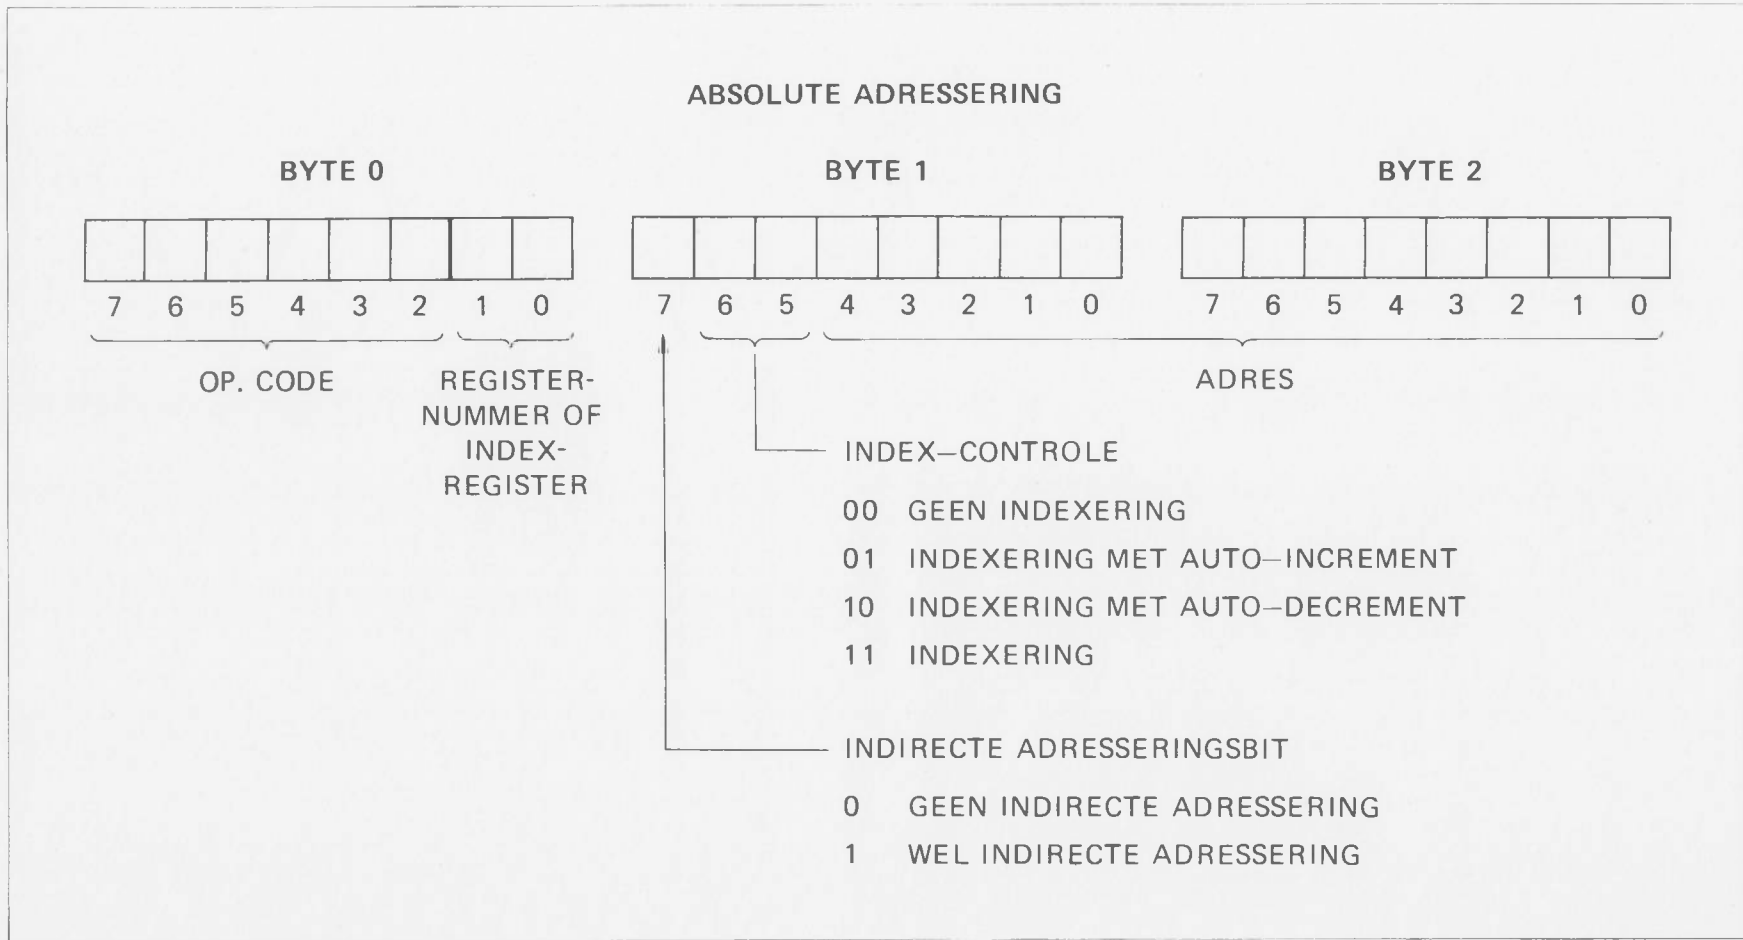 ABSOLUTE ADRESSERING
BYTE 0 BYTE 1 BYTE 2
7 6 5 4 3 2 1 0 7 6 5 4 3 2 1 0 7 6 5 4 3 2 1 0
OP. CODE
REGISTER-
NUMMER OF
INDEX-
REGISTER
ADRES
INDEX–CONTROLE
00 GEEN INDEXERING
01 INDEXERING MET AUTO–INCREMENT
10 INDEXERING MET AUTO–DECREMENT
11 INDEXERING
INDIRECTE ADRESSERINGSBIT
0 GEEN INDIRECTE ADRESSERING
1 WEL INDIRECTE ADRESSERING